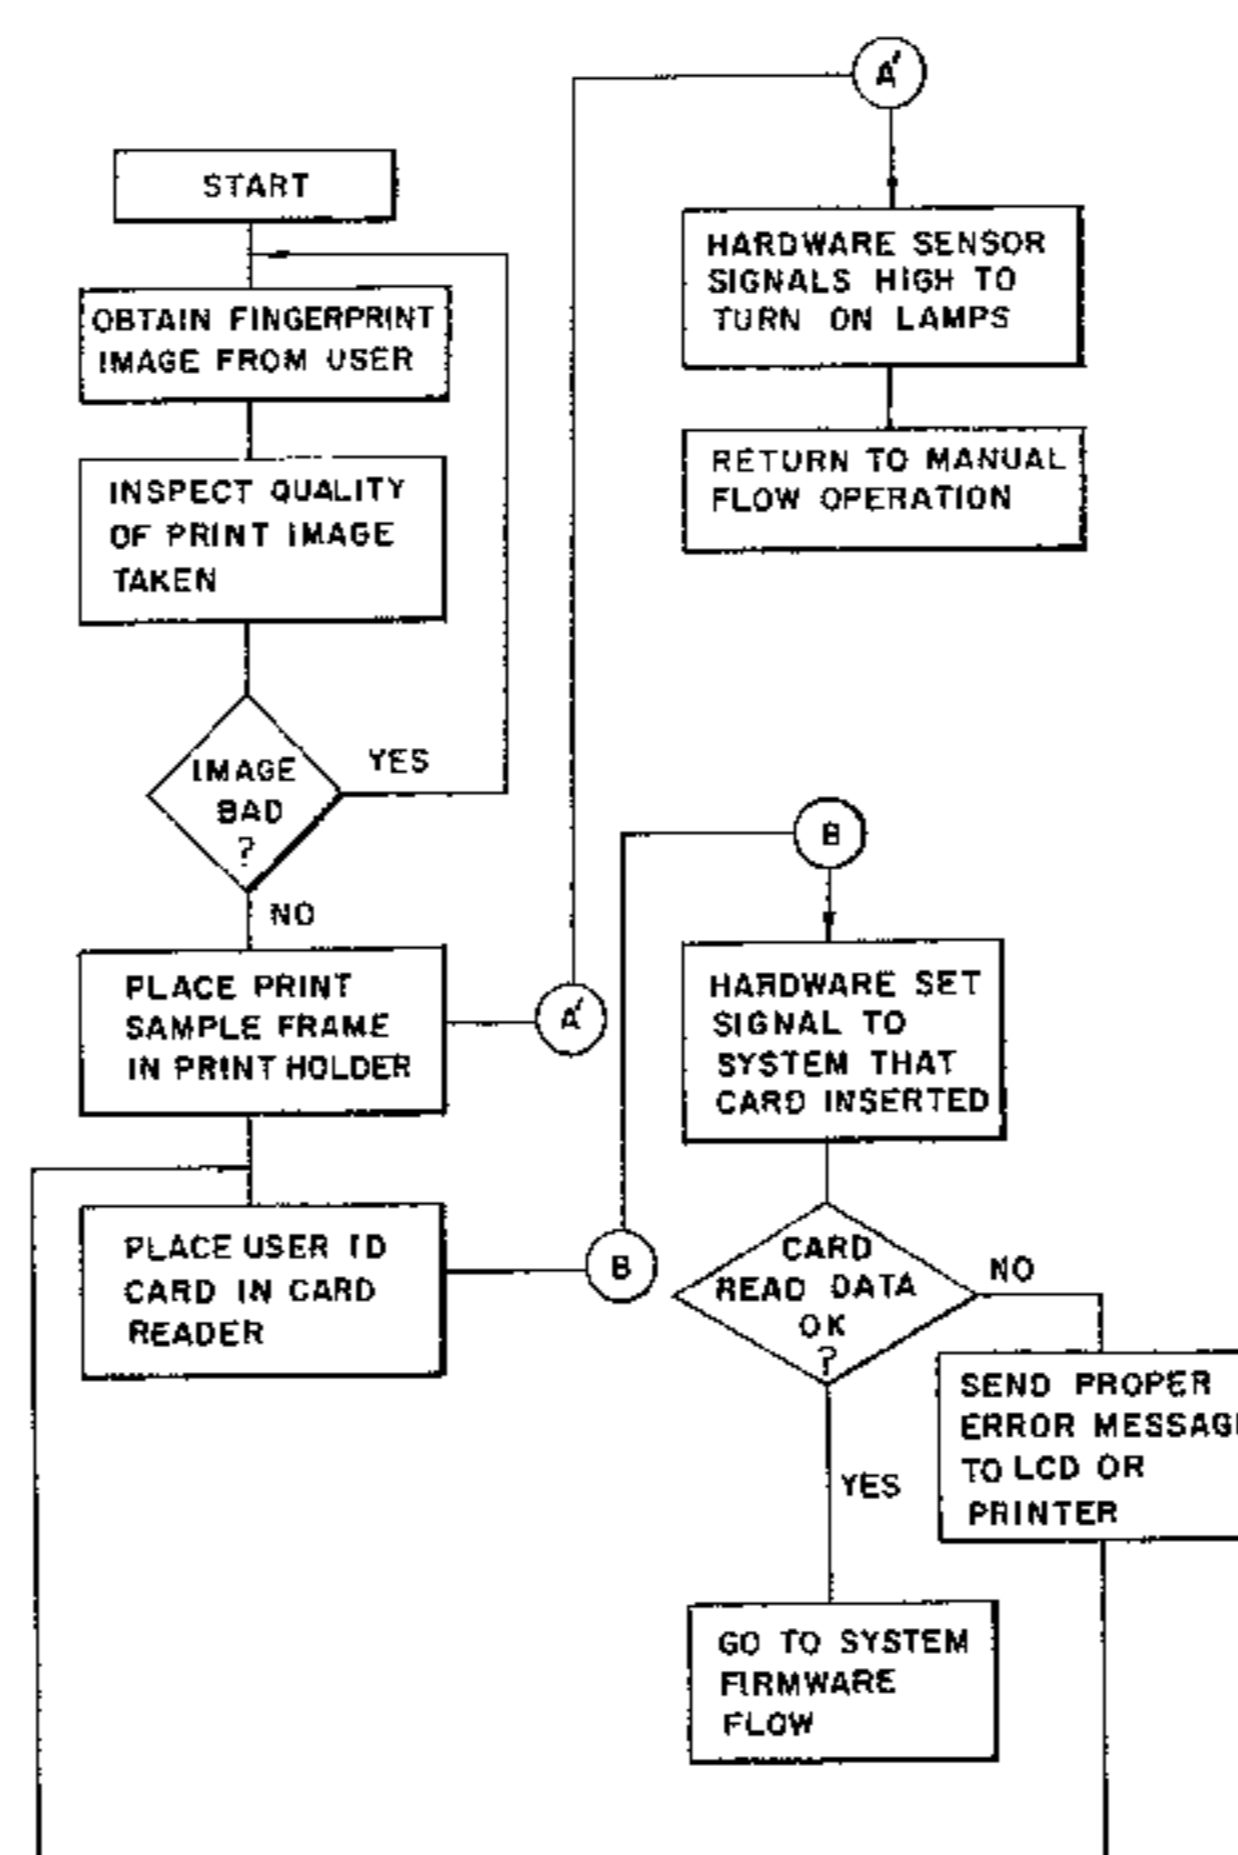 START
OBTAIN FINGERPRINT
IMAGE FROM USER
INSPECT QUALITY
OF PRINT IMAGE
TAKEN
IMAGE
BAD
?
YES
NO
PLACE PRINT
SAMPLE FRAME
IN PRINT HOLDER
A'
PLACE USER ID
CARD IN CARD
READER
B
A'
HARDWARE SENSOR
SIGNALS HIGH TO
TURN ON LAMPS
RETURN TO MANUAL
FLOW OPERATION
B
HARDWARE SET
SIGNAL TO
SYSTEM THAT
CARD INSERTED
CARD
READ DATA
OK
?
NO
YES
SEND PROPER
ERROR MESSAG
TO LCD OR
PRINTER
GO TO SYSTEM
FIRMWARE
FLOW